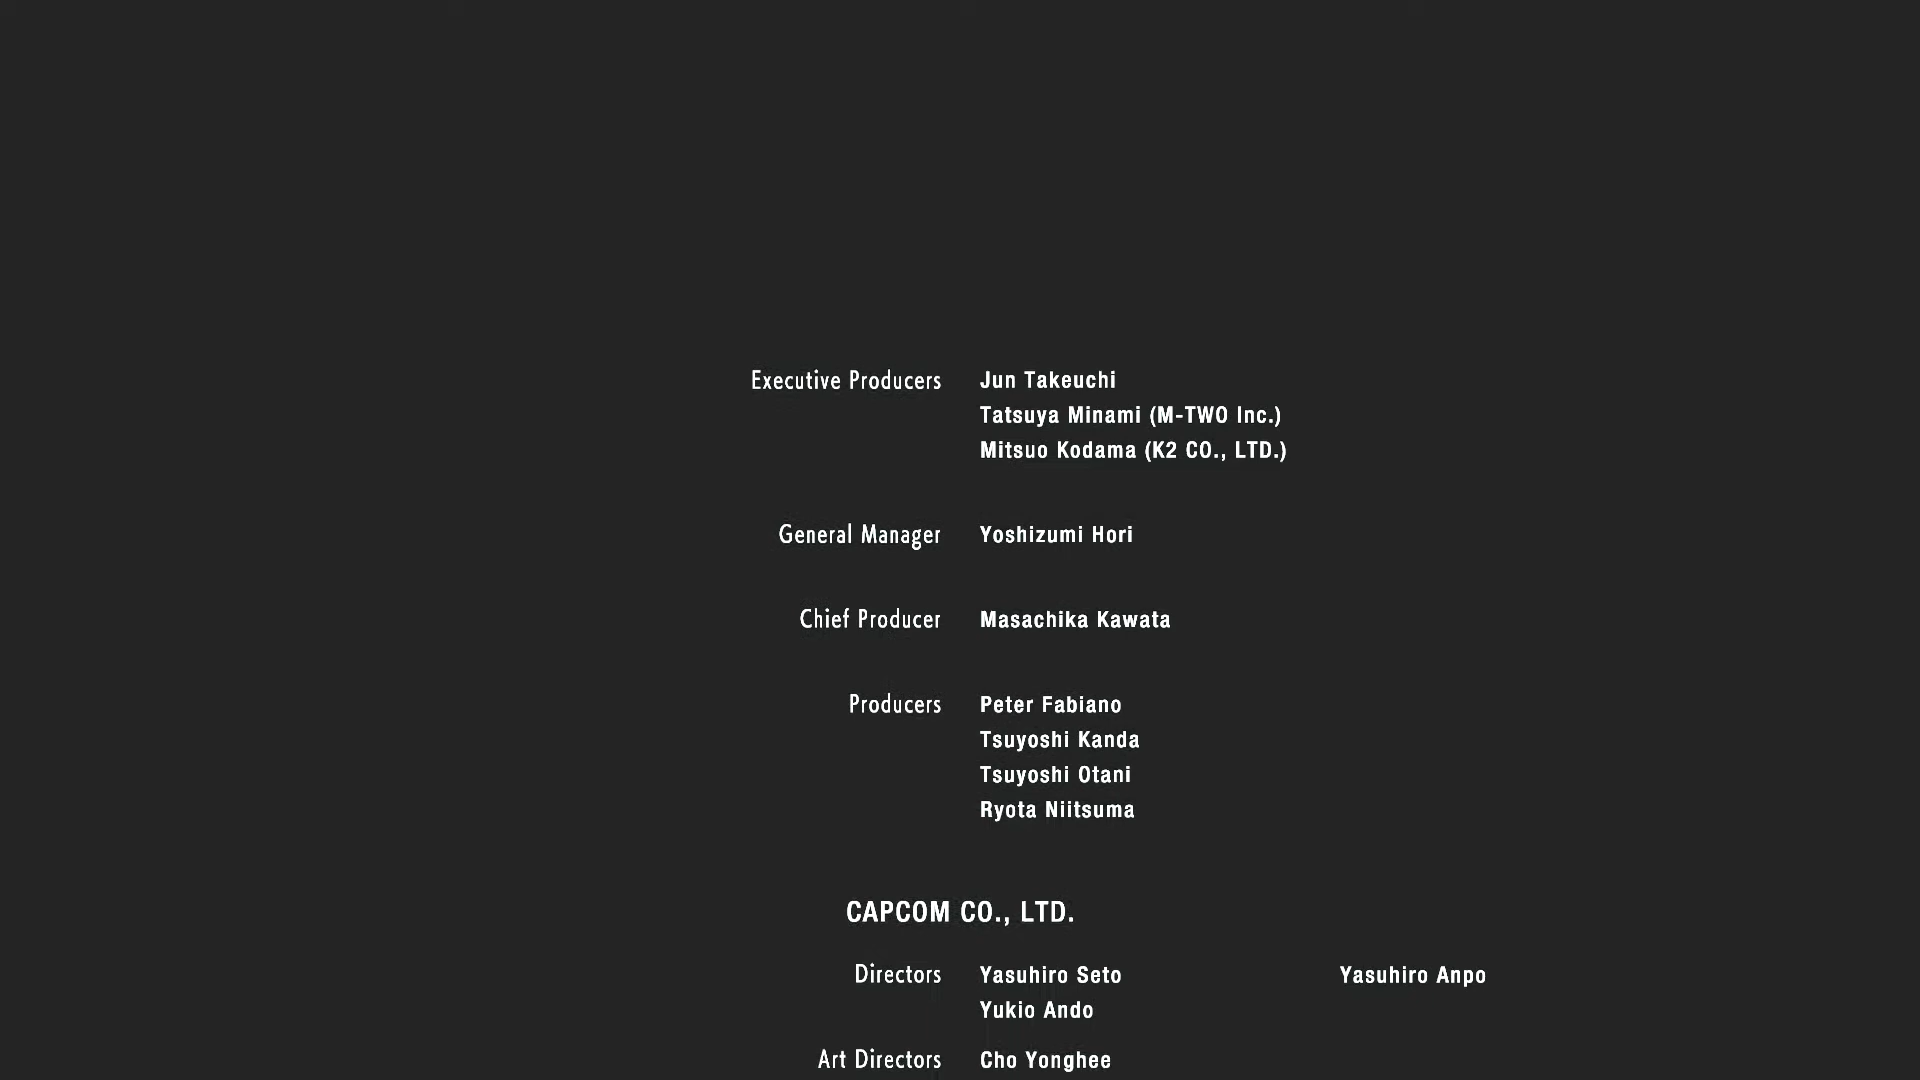 Executive Producers Jun Takeuchi
Tatsuya Minami (M-TWO Inc.)
Mitsuo Kodama (K2 CO., LTD.)
General Manager Yoshizumi Hori
Chief Producer Masachika Kawata
Producers Peter Fabiano
Tsuyoshi Kanda
Tsuyoshi Otani
Ryota Niitsuma
CAPCOM CO., LTD.
Directors Yasuhiro Seto Yasuhiro Anpo
Yukio Ando
Art Directors Cho Yonghee